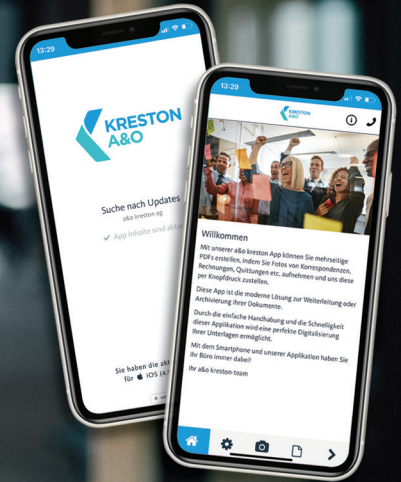 13:29
KRESTON
A&O
Suche nach Updates
a&o kreston ag
App Inhalte sind aktu
Sie haben die akt
für iOS (4.
13:29
KRESTON
A&O
Willkommen
Mit unserer a&o kreston App können Sie mehrseitige
PDFs erstellen, indem Sie Fotos von Korrespondenzen,
Rechnungen, Quittungen etc. aufnehmen und uns diese
per Knopfdruck zustellen.
Diese App ist die moderne Lösung zur Weiterleitung oder
Archivierung Ihrer Dokumente.
Durch die einfache Handhabung und die Schnelligkeit
dieser Applikation wird eine perfekte Digitalisierung
Ihrer Unterlagen ermöglicht.
Mit dem Smartphone und unserer Applikation haben Sie
Ihr Büro immer dabei!
Ihr a&o kreston-team